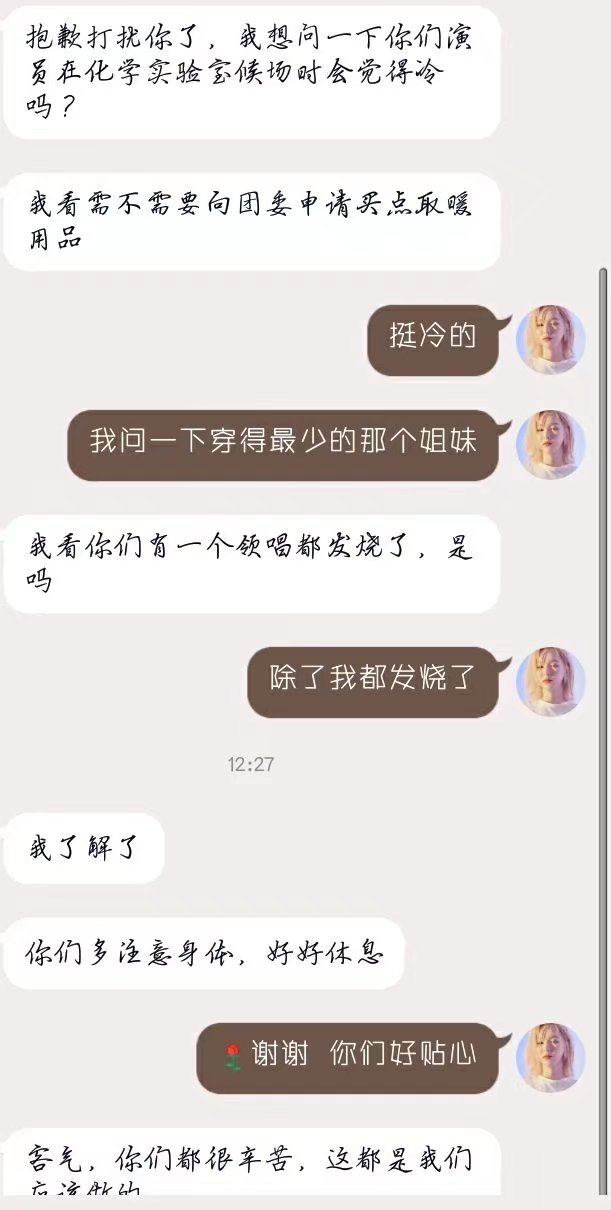 抱歉打扰你了，我想问一下你们演
员在化学实验室候场时会觉得冷
吗？
我看需不需要向团委申请买点取暖
用品
挺冷的
我问一下穿得最少的那个姐妹
我看你们有一个领唱都发烧了，是
吗
除了我都发烧了
12:27
我了解了
你们多注意身体，好好休息
🌹谢谢 你们好贴心
客气，你们都很辛苦，这都是我们
应该做的